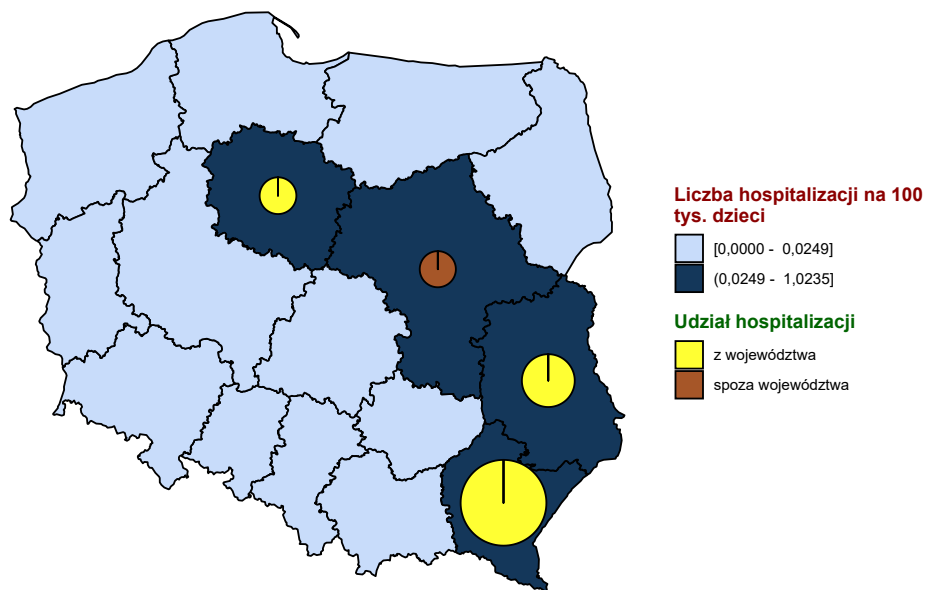 Liczba hospitalizacji na 100
tys. dzieci
[0,0000 - 0,0249]
(0,0249 - 1,0235]
Udział hospitalizacji
z województwa
spoza województwa